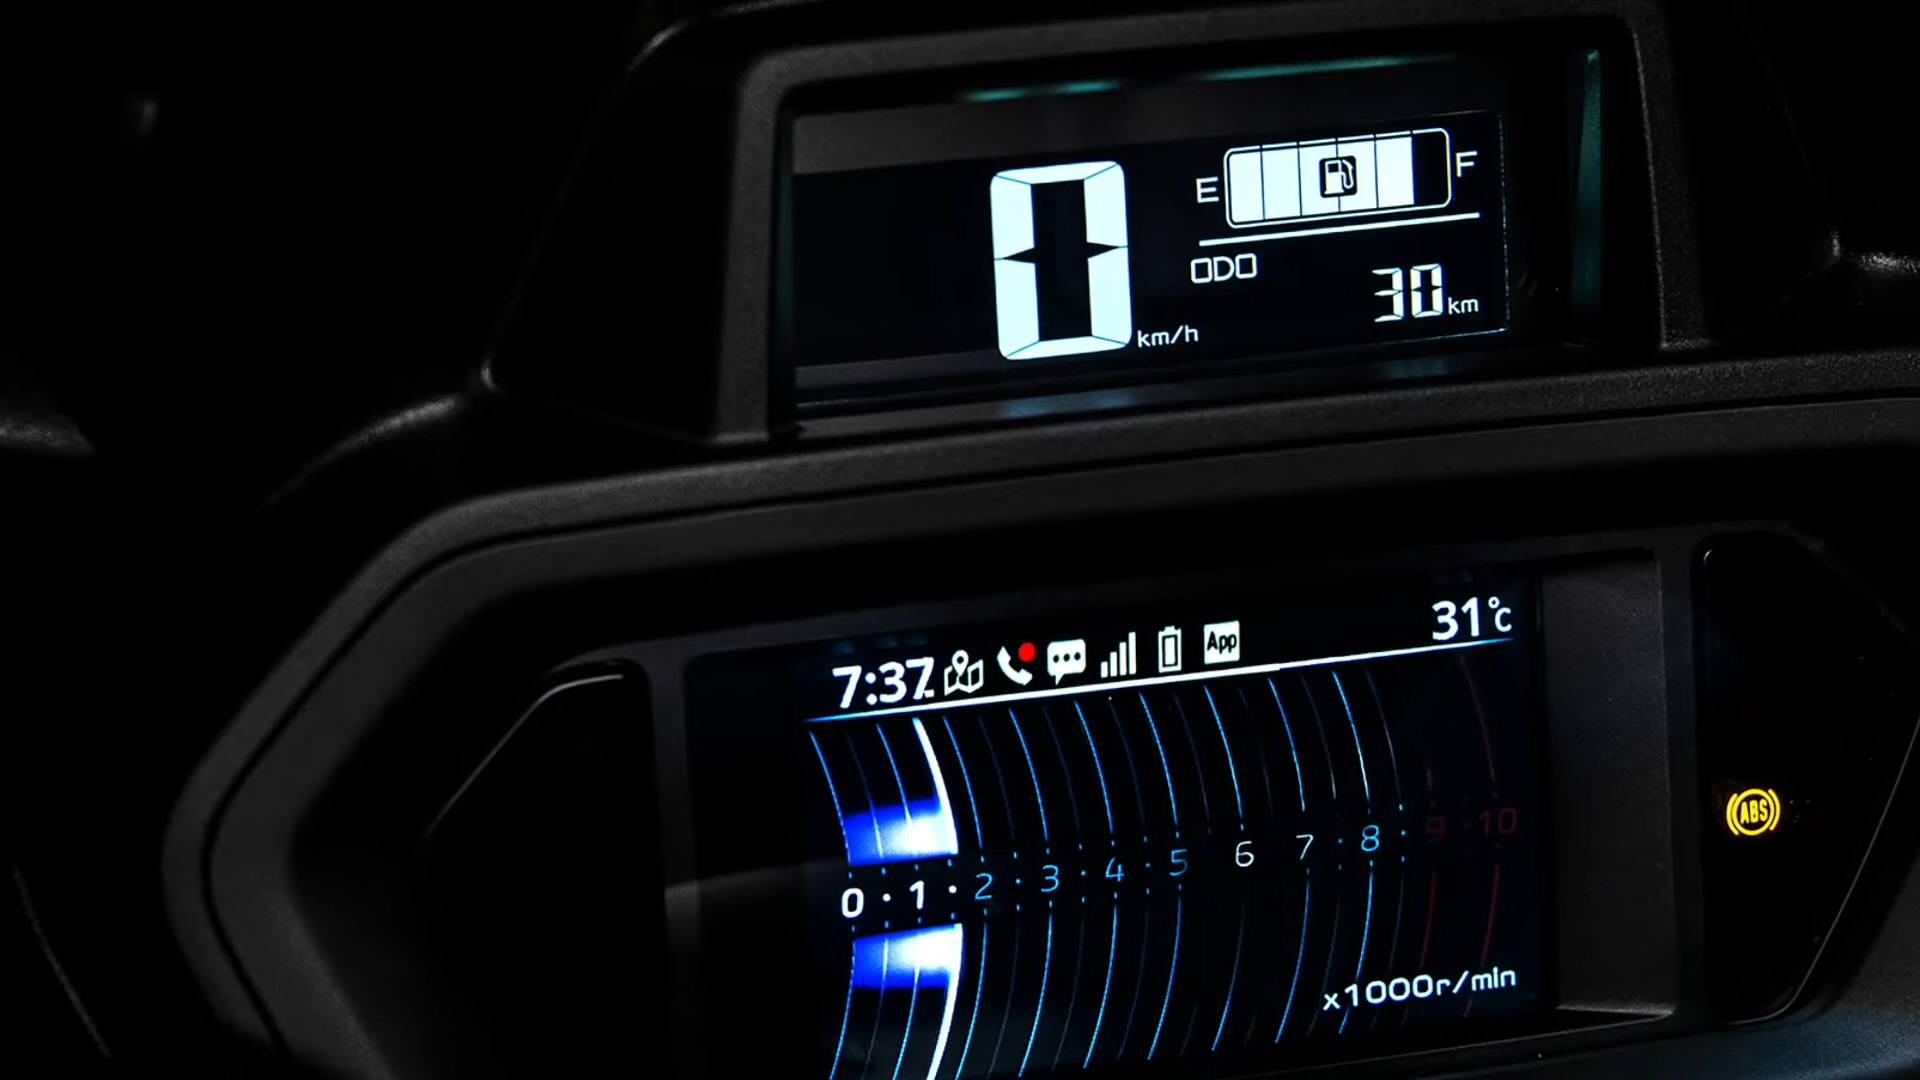 E F
0 km/h
ODO
30 km
7:37 App 31°C
0 · 1 · 2 · 3 · 4 · 5 6 7 · 8 · 9 · 10
ABS
x1000r/min